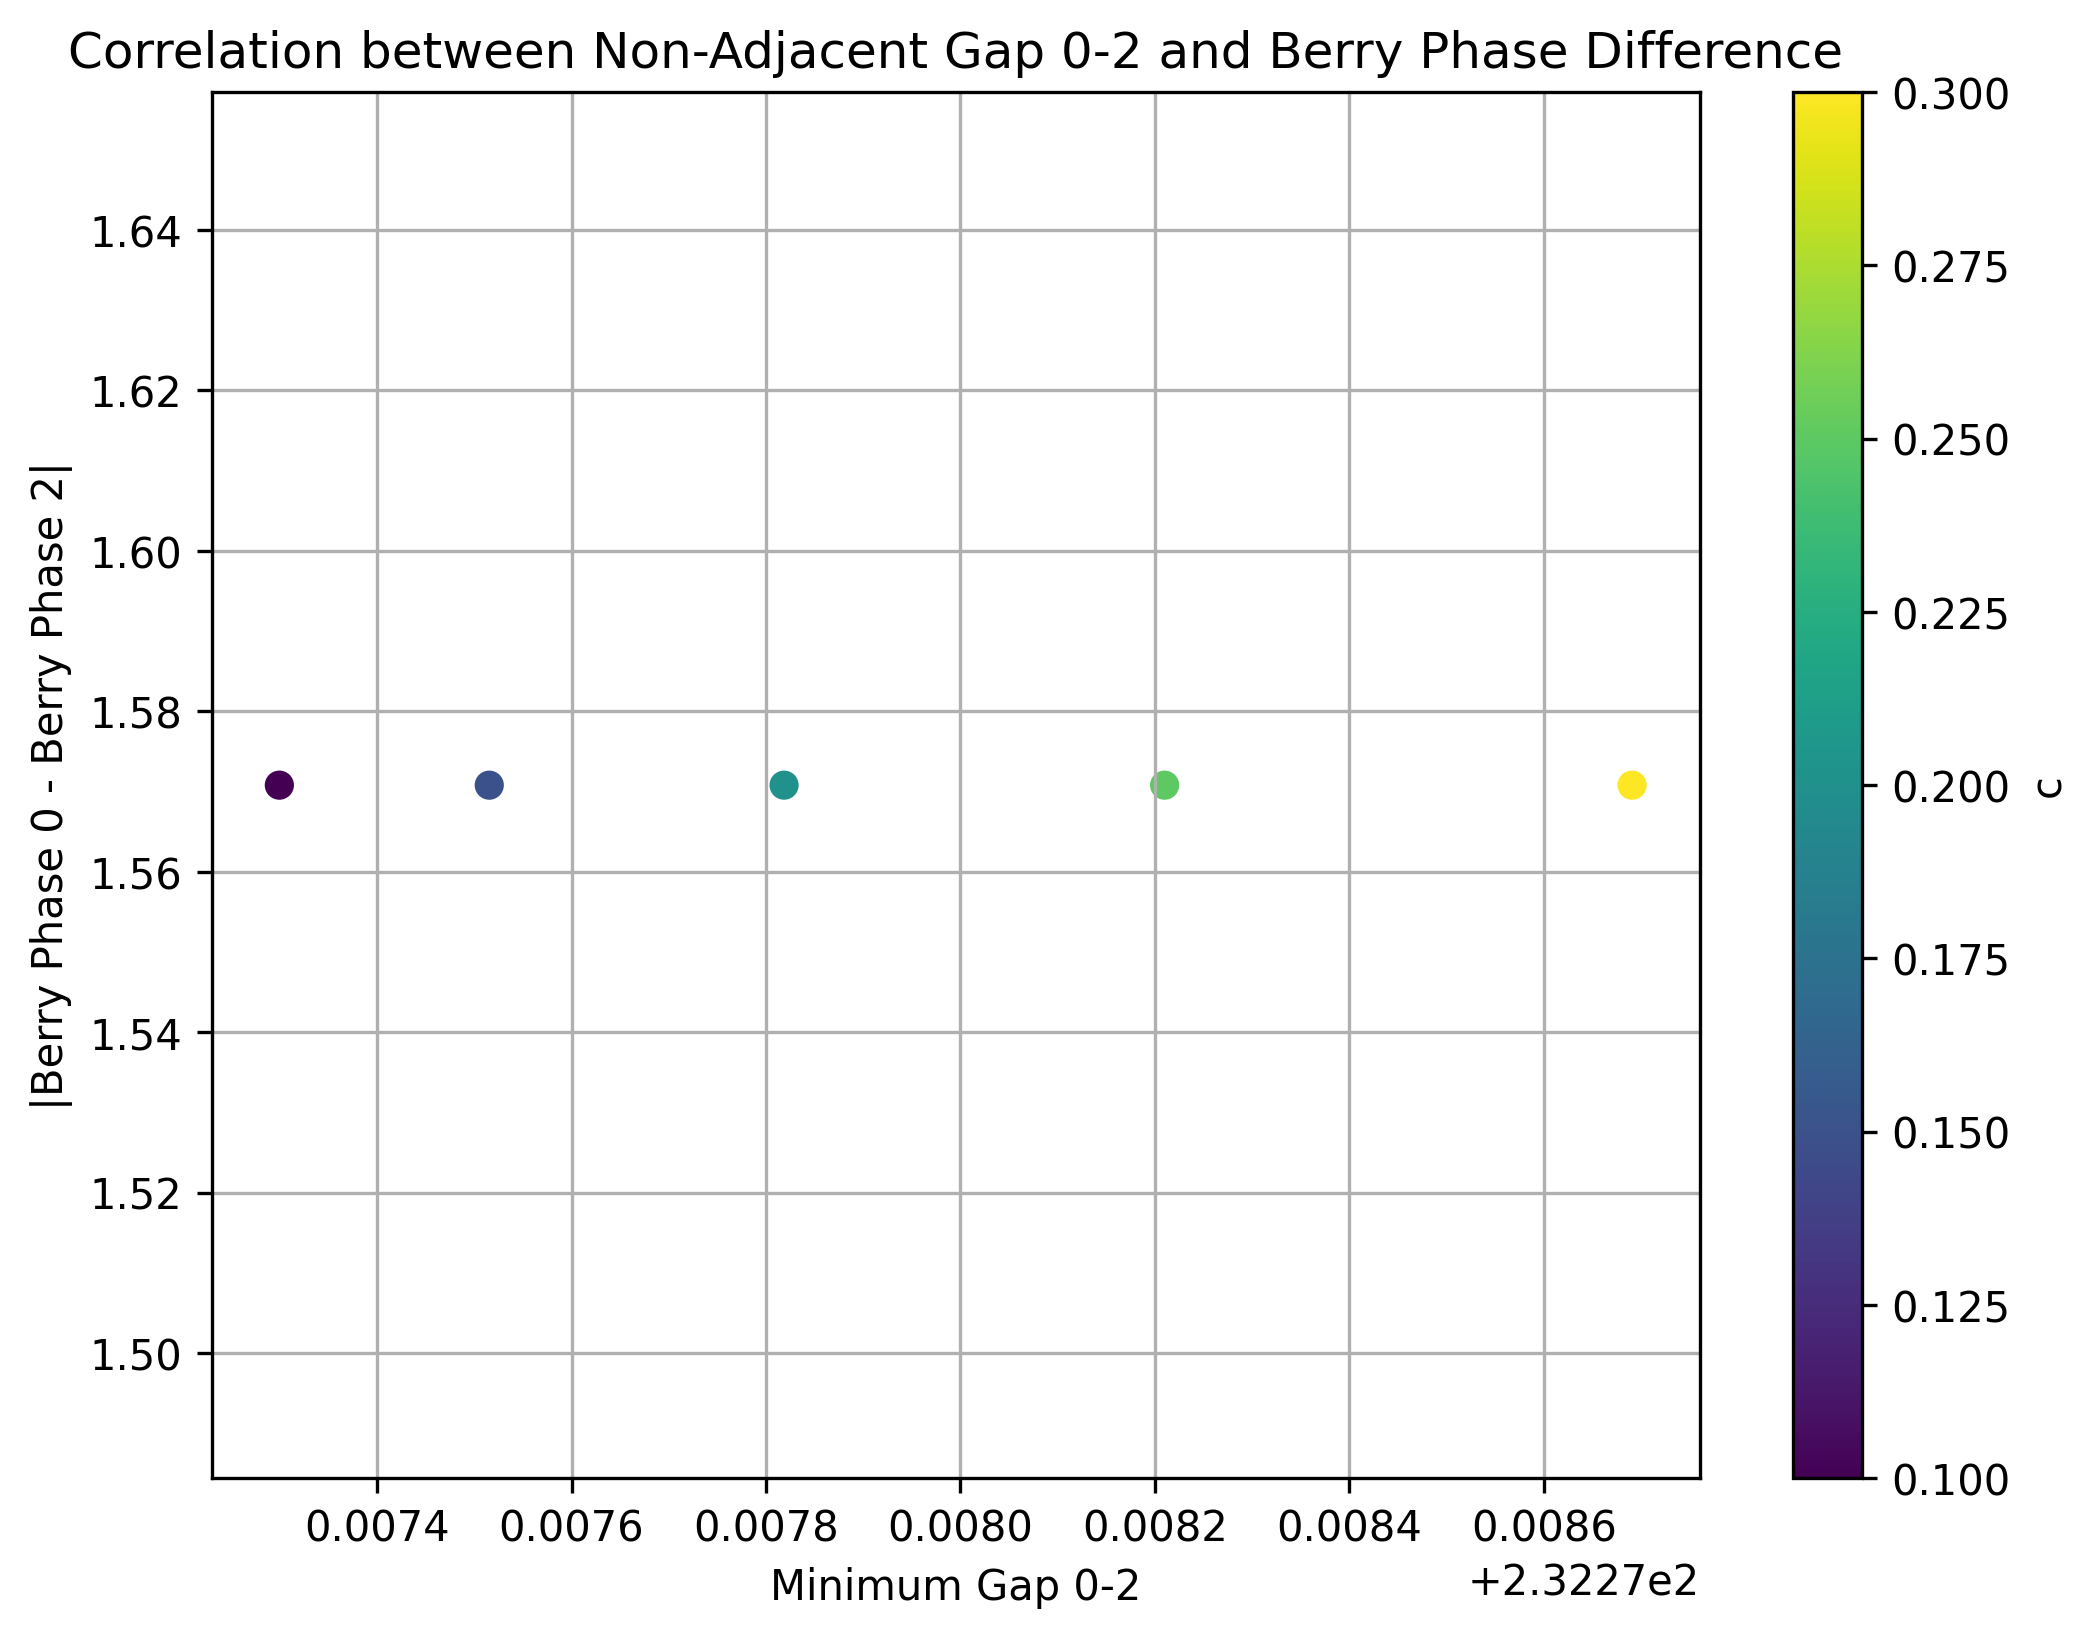 Correlation between Non-Adjacent Gap 0-2 and Berry Phase Difference
|Berry Phase 0 - Berry Phase 2|
1.64
1.62
1.60
1.58
1.56
1.54
1.52
1.50
0.0074 0.0076 0.0078 0.0080 0.0082 0.0084 0.0086
+2.3227e2
Minimum Gap 0-2
0.300
0.275
0.250
0.225
0.200
0.175
0.150
0.125
0.100
c